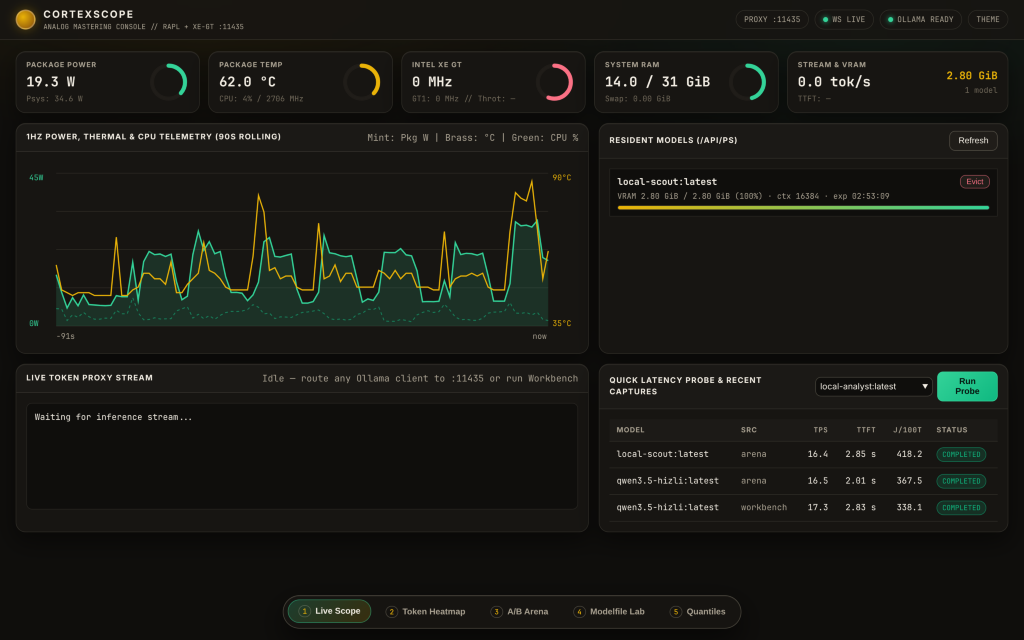 CORTEXSCOPE
ANALOG MASTERING CONSOLE // RAPL + XE-GT :11435
PROXY :11435
WS LIVE
OLLAMA READY
THEME
PACKAGE POWER
19.3 W
Psys: 34.6 W
PACKAGE TEMP
62.0 °C
CPU: 4% / 2706 MHz
INTEL XE GT
0 MHz
GT1: 0 MHz // Throt: —
SYSTEM RAM
14.0 / 31 GiB
Swap: 0.00 GiB
STREAM & VRAM
0.0 tok/s
TTFT: —
2.80 GiB
1 model
1HZ POWER, THERMAL & CPU TELEMETRY (90S ROLLING)
Mint: Pkg W | Brass: °C | Green: CPU %
45W
90°C
0W
35°C
-91s
now
RESIDENT MODELS (/API/PS)
Refresh
local-scout:latest
Evict
VRAM 2.80 GiB / 2.80 GiB (100%) · ctx 16384 · exp 02:53:09
LIVE TOKEN PROXY STREAM
Idle — route any Ollama client to :11435 or run Workbench
Waiting for inference stream...
QUICK LATENCY PROBE & RECENT
CAPTURES
local-analyst:latest
Run
Probe
MODEL SRC TPS TTFT J/100T STATUS
local-scout:latest arena 16.4 2.85 s 418.2 COMPLETED
qwen3.5-hizli:latest arena 16.5 2.01 s 367.5 COMPLETED
qwen3.5-hizli:latest workbench 17.3 2.83 s 338.1 COMPLETED
1 Live Scope
2 Token Heatmap
3 A/B Arena
4 Modelfile Lab
5 Quantiles